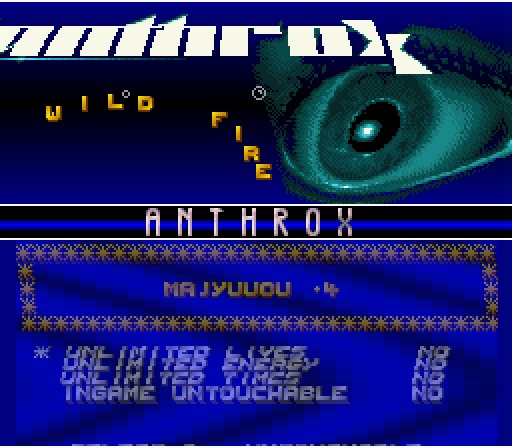 anthrox
WILD FIRE
ANTHROX
MAJYUUOU +4
* UNLIMITED LIVES NO
UNLIMITED ENERGY NO
UNLIMITED TIMES NO
INGAME UNTOUCHABLE NO